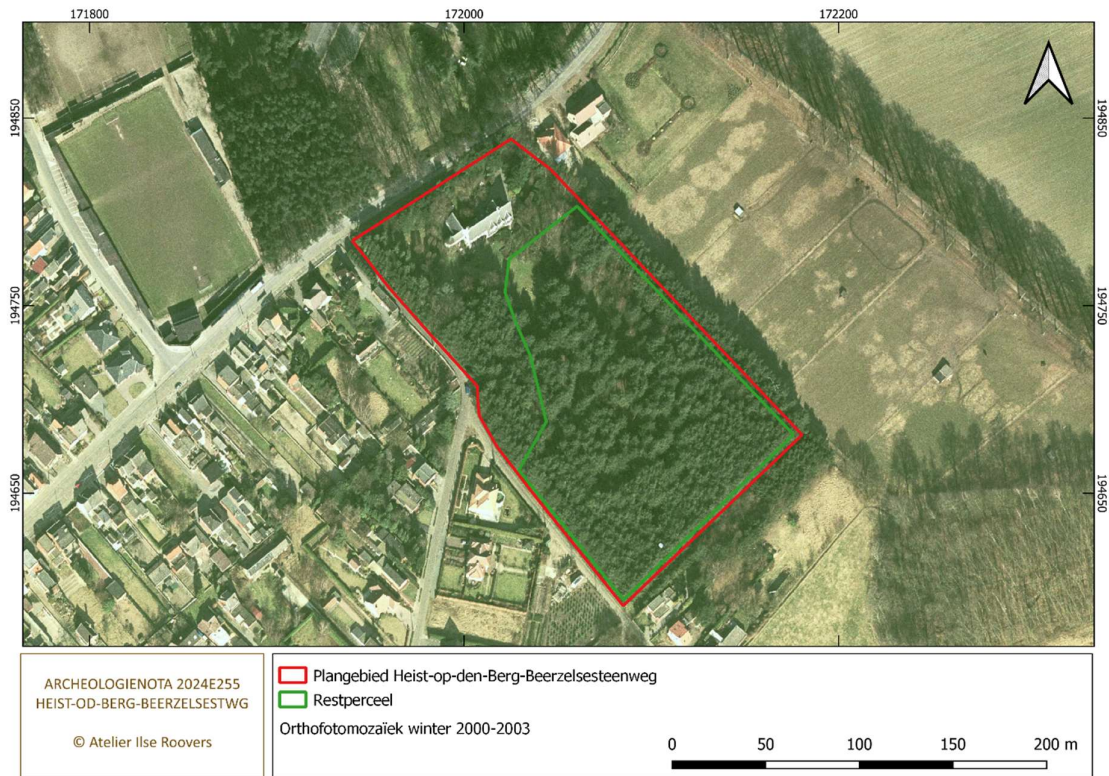 171800
172000
172200
194850
194850
194750
194750
194650
194650
ARCHEOLOGIENOTA 2024E255
HEIST-OD-BERG-BEERZELSESTWG
© Atelier Ilse Roovers
Plangebied Heist-op-den-Berg-Beerzelsesteenweg
Restperceel
Orthofotomozaïek winter 2000-2003
0 50 100 150 200 m